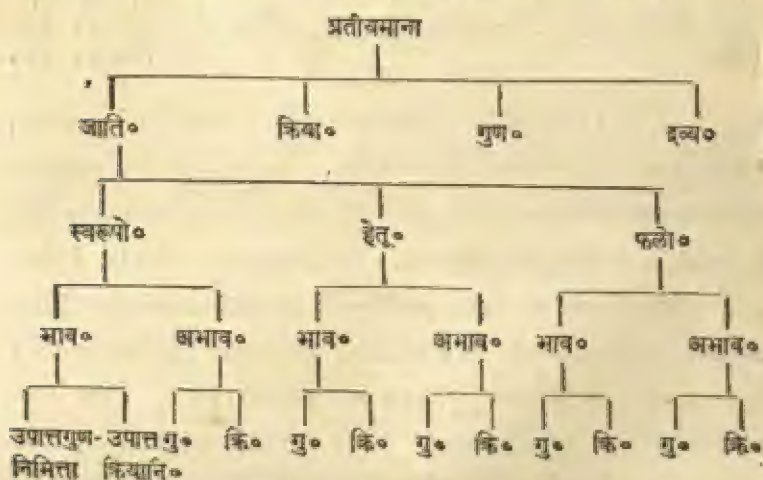 प्रतीयमाना
जाति० क्रिया० गुण० द्रव्य०
स्वरूपो० हेतू० फलो०
भाव० अभाव० भाव० अभाव० भाव० अभाव०
उपात्तगुण- उपात्त गु० क्रि० गु० क्रि० गु० क्रि० गु० क्रि० गु० क्रि०
निमित्ता क्रियानि०